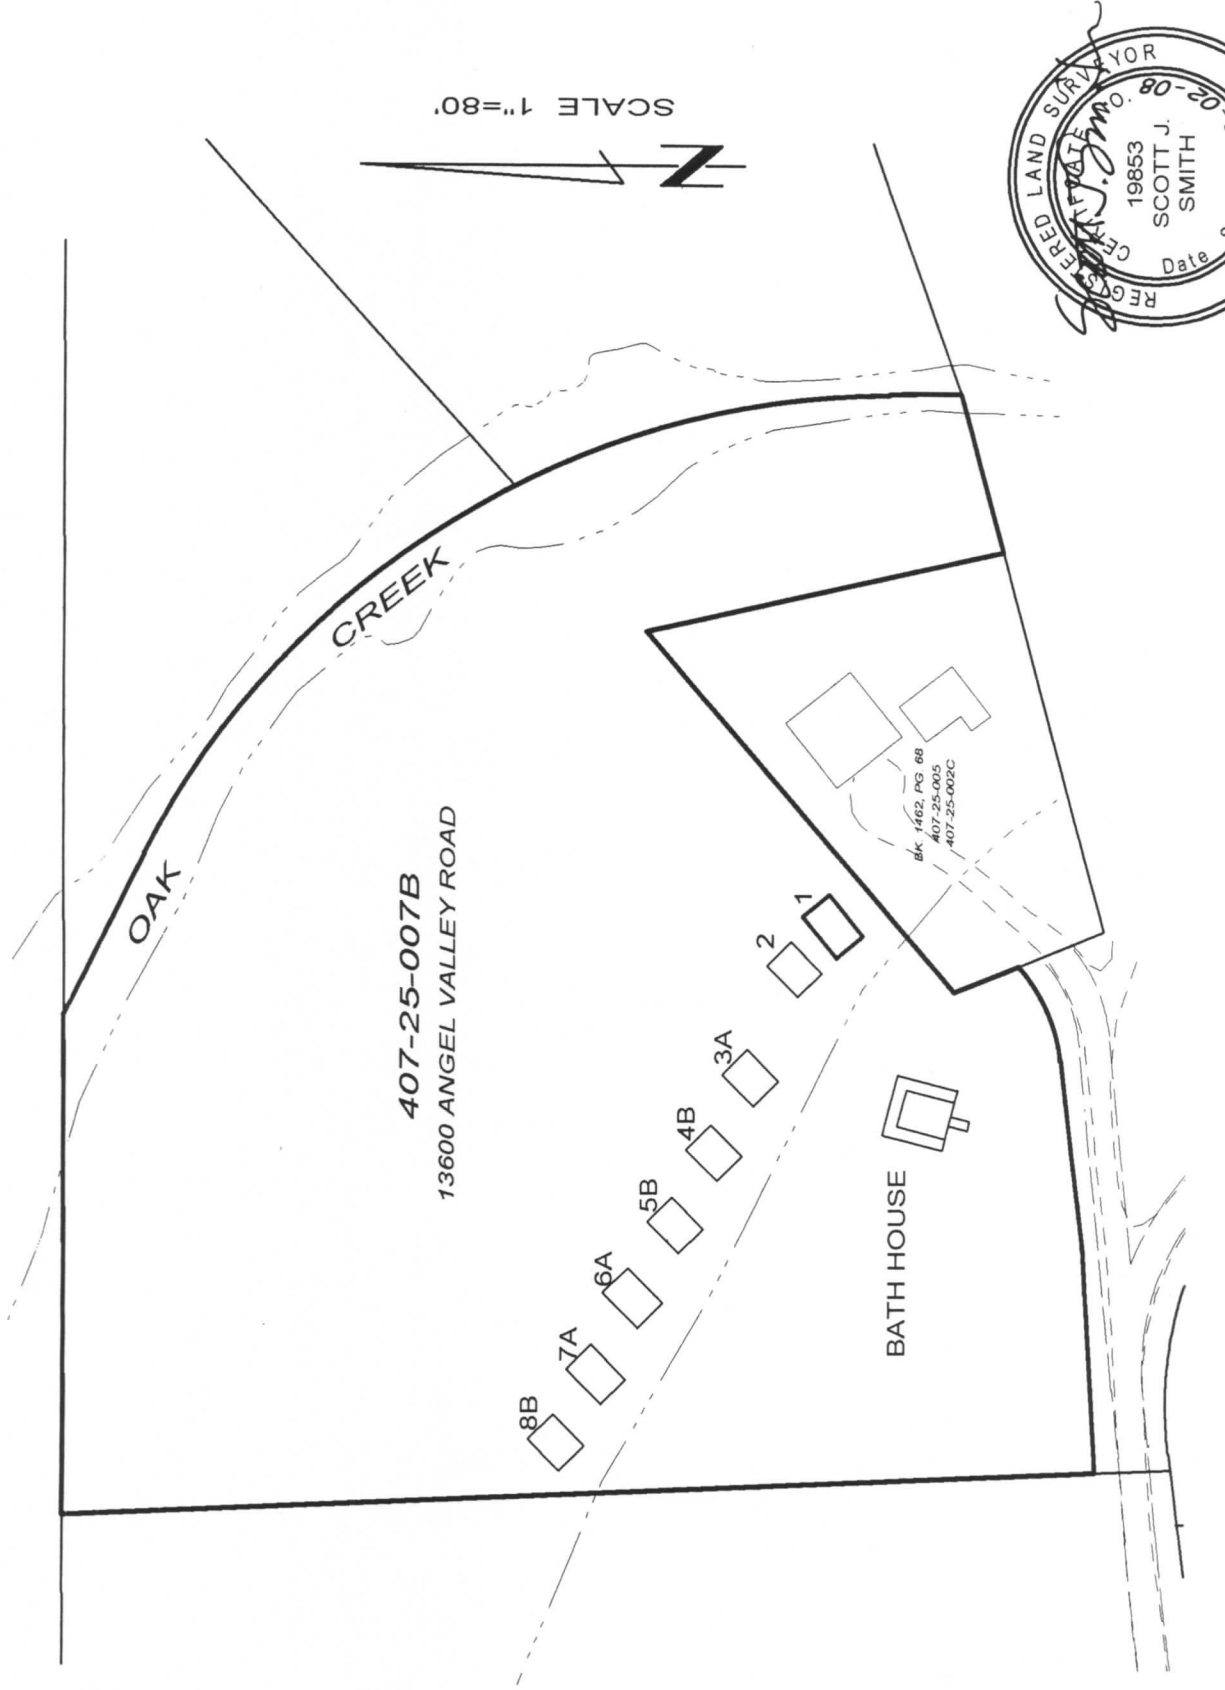 OAK
CREEK
SCALE 1"=80'
N
407-25-007B
13600 ANGEL VALLEY ROAD
8B
7A
6A
5B
4B
3A
2
1
BATH HOUSE
BK. 1462, PG 68
407-25-005
407-25-002C
REGISTERED LAND SURVEYOR
CERTIFICATE NO.
19853
SCOTT J.
SMITH
Date